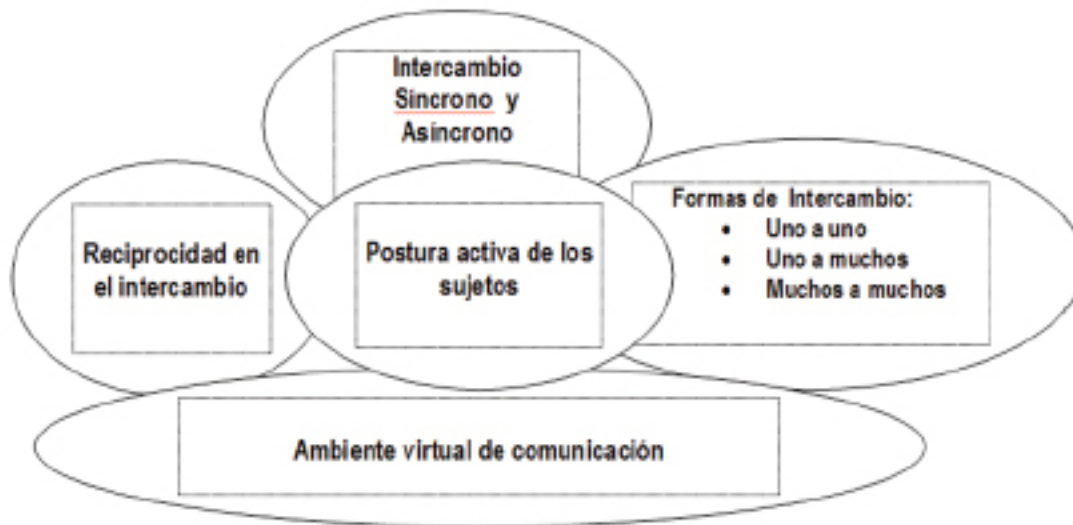 Intercambio
Síncrono y
Asíncrono
Reciprocidad en
el intercambio
Postura activa de los
sujetos
Formas de Intercambio:
• Uno a uno
• Uno a muchos
• Muchos a muchos
Ambiente virtual de comunicación